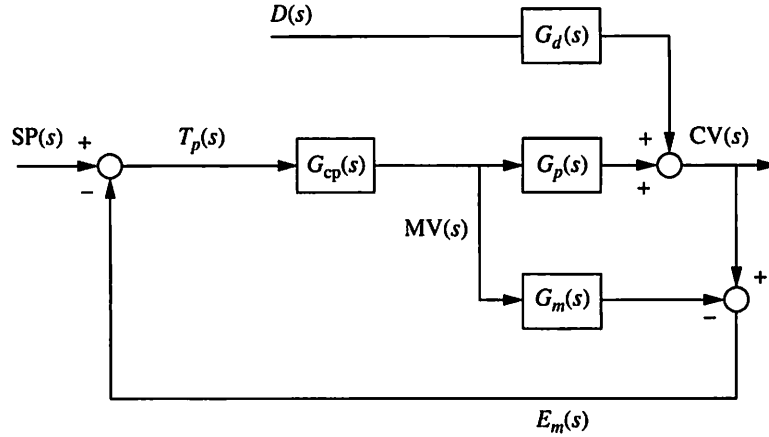 D(s)
G_d(s)
SP(s)
+
−
T_p(s)
G_cp(s)
G_p(s)
+
+
CV(s)
MV(s)
G_m(s)
−
+
E_m(s)